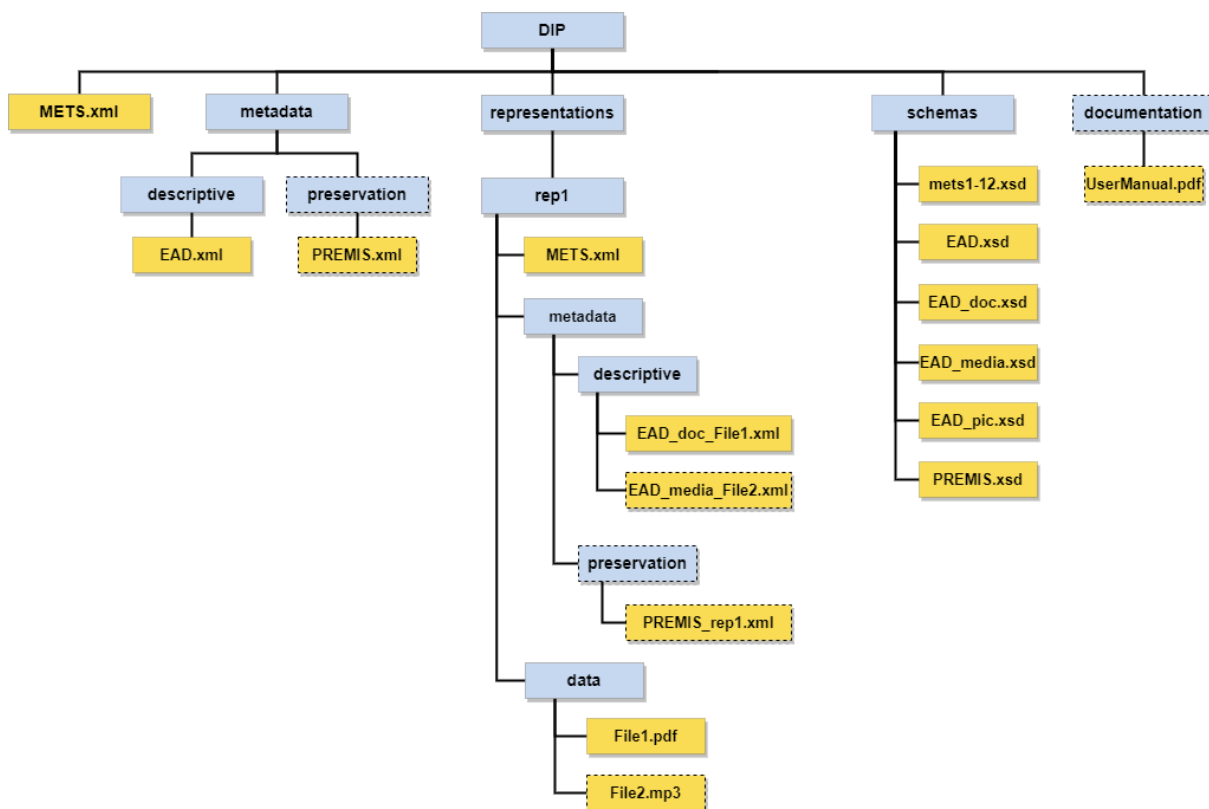 DIP
METS.xml
metadata
representations
schemas
documentation
descriptive
preservation
EAD.xml
PREMIS.xml
rep1
METS.xml
metadata
descriptive
EAD_doc_File1.xml
EAD_media_File2.xml
preservation
PREMIS_rep1.xml
data
File1.pdf
File2.mp3
mets1-12.xsd
EAD.xsd
EAD_doc.xsd
EAD_media.xsd
EAD_pic.xsd
PREMIS.xsd
UserManual.pdf